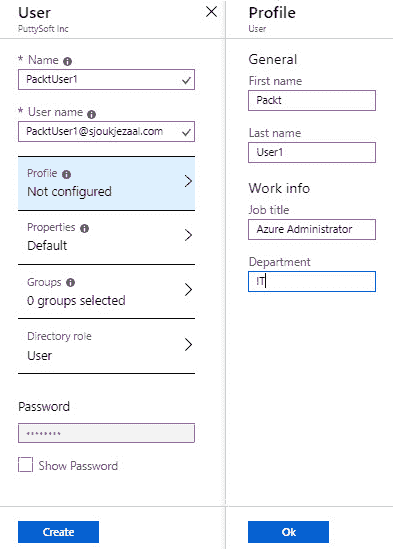 User
PuttySoft Inc
* Name
PacktUser1
* User name
PacktUser1@sjoukjezaal.com
Profile
Not configured
Properties
Default
Groups
0 groups selected
Directory role
User
Password
********
Show Password
Create
Profile
User
General
First name
Packt
Last name
User1
Work info
Job title
Azure Administrator
Department
IT
Ok